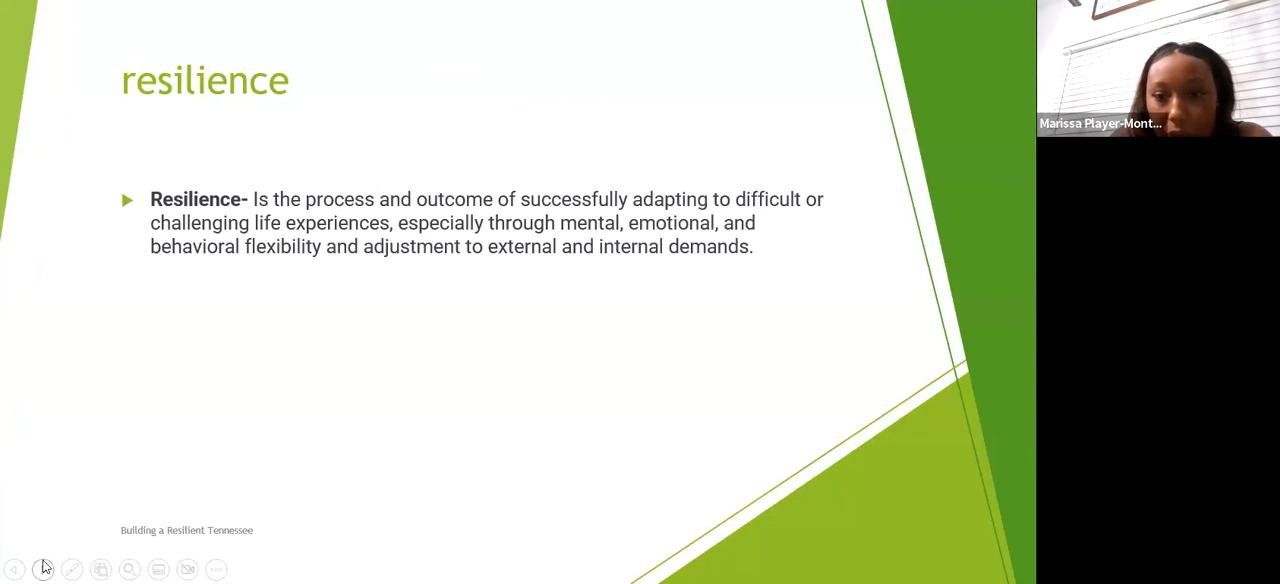 resilience
Resilience- Is the process and outcome of successfully adapting to difficult or
challenging life experiences, especially through mental, emotional, and
behavioral flexibility and adjustment to external and internal demands.
Building a Resilient Tennessee
Marissa Player-Mont...